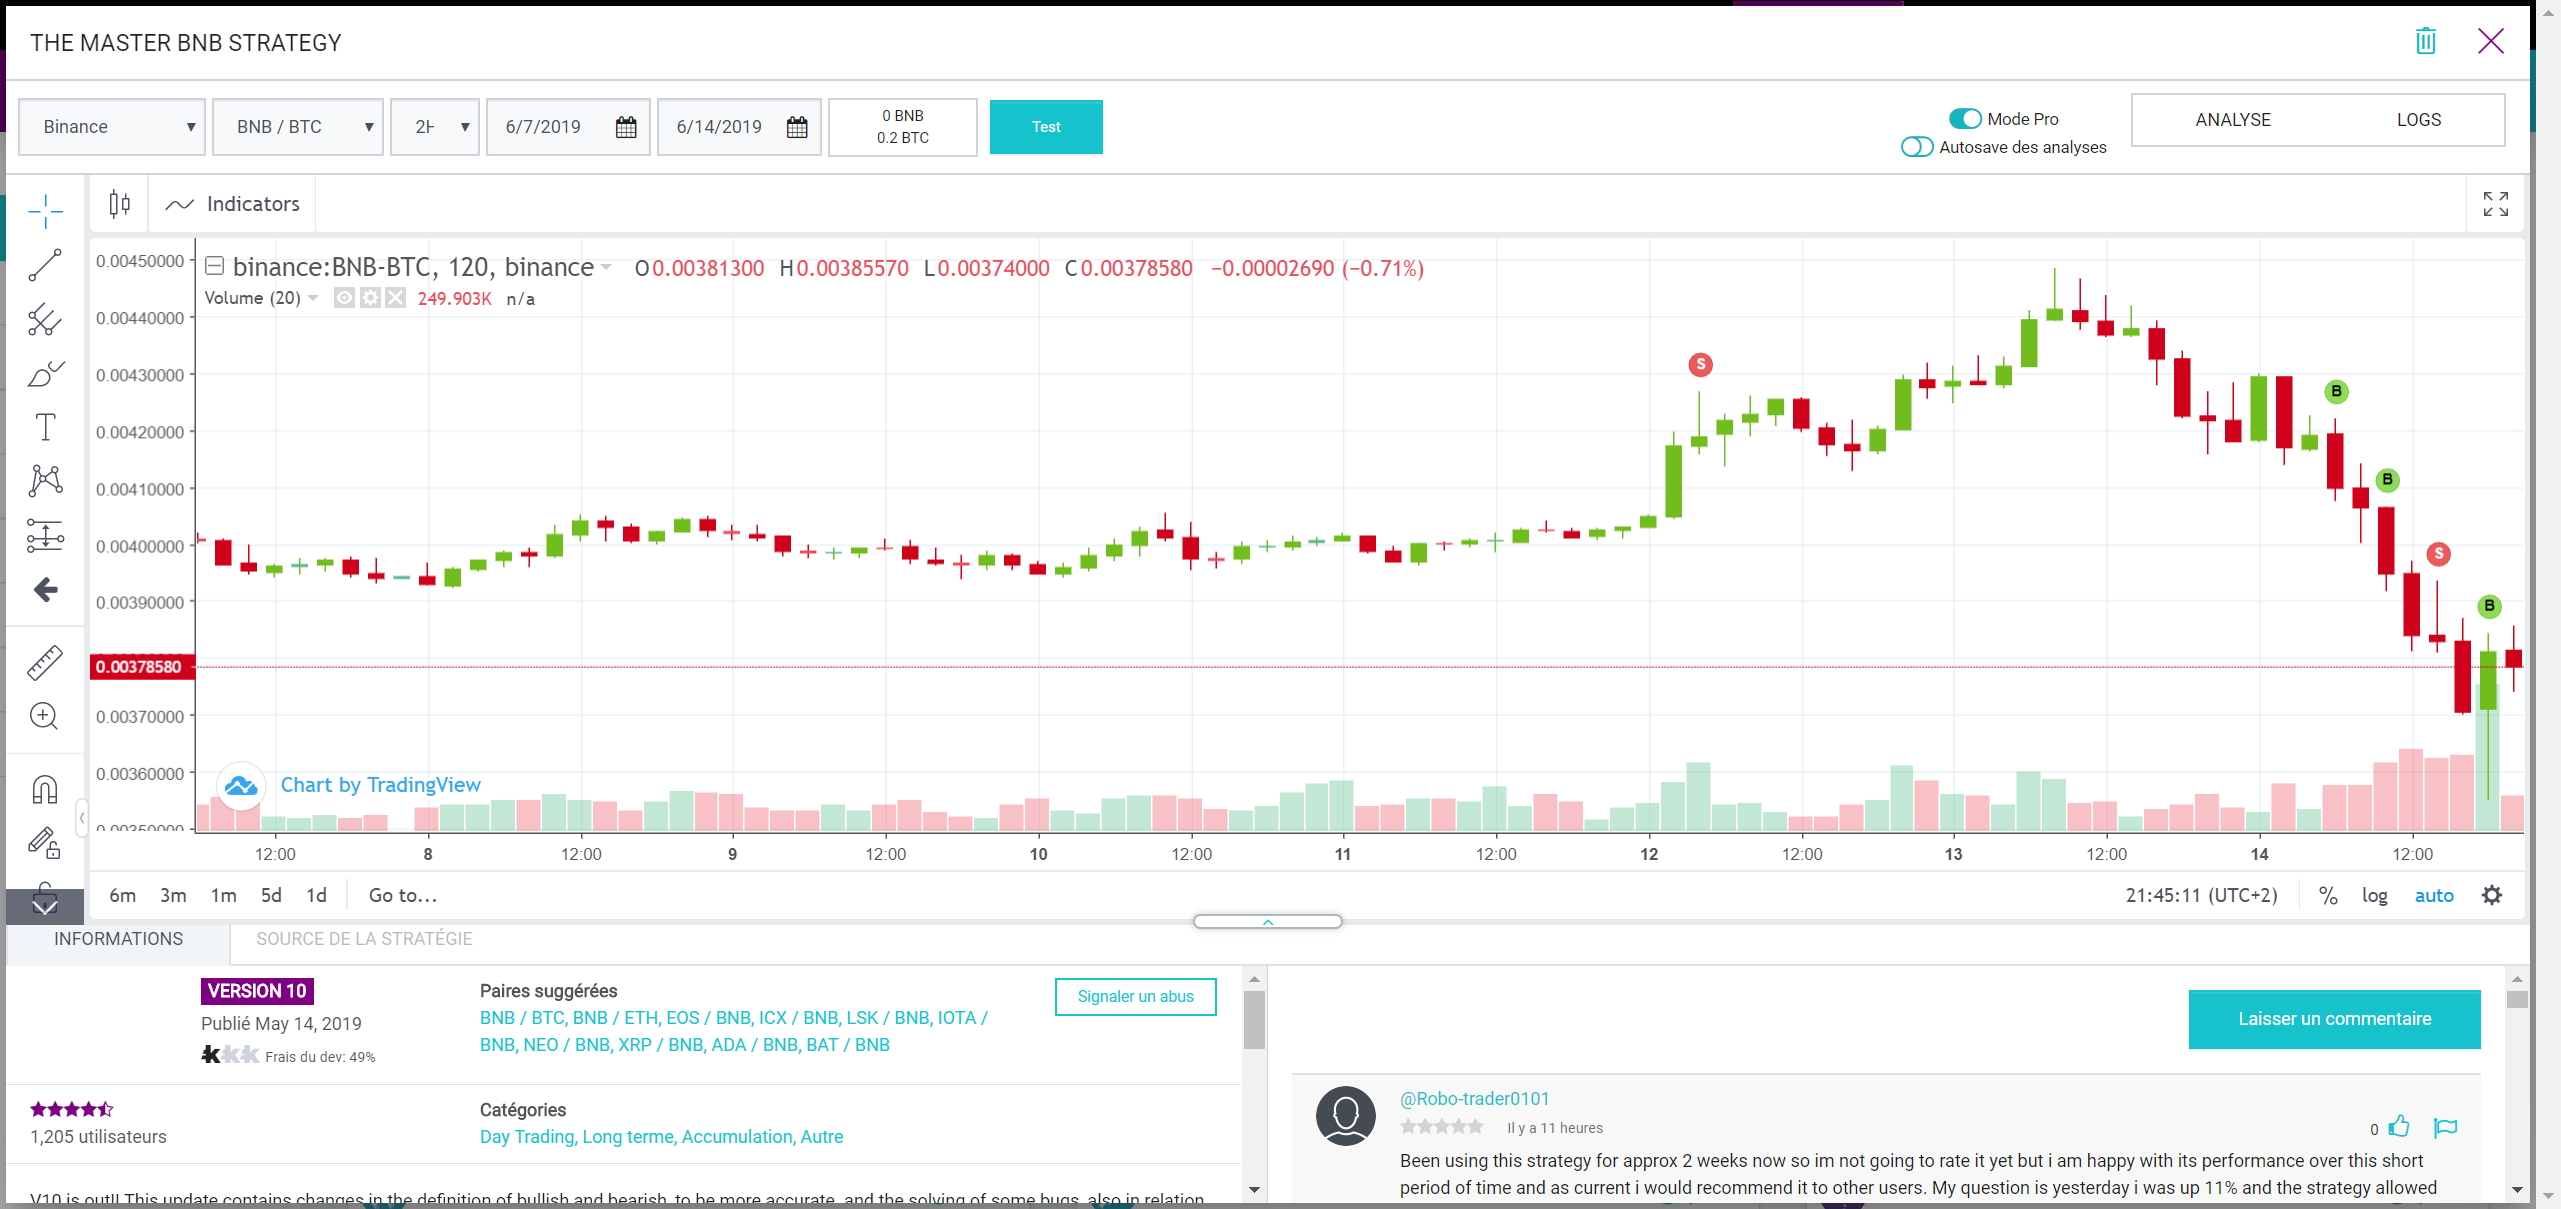 THE MASTER BNB STRATEGY
Binance
BNB / BTC
2H
6/7/2019
6/14/2019
0 BNB
0.2 BTC
Test
Mode Pro
Autosave des analyses
ANALYSE
LOGS
Indicators
binance:BNB-BTC, 120, binance O0.00381300 H0.00385570 L0.00374000 C0.00378580 −0.00002690 (−0.71%)
Volume (20) 249.903K n/a
0.00450000
0.00440000
0.00430000
0.00420000
0.00410000
0.00400000
0.00390000
0.00378580
0.00370000
0.00360000
0.00350000
S
B
B
S
B
Chart by TradingView
12:00 8 12:00 9 12:00 10 12:00 11 12:00 12 12:00 13 12:00 14 12:00
6m 3m 1m 5d 1d Go to... 21:45:11 (UTC+2) % log auto
INFORMATIONS
SOURCE DE LA STRATÉGIE
VERSION 10
Publié May 14, 2019
Frais du dev: 49%
Paires suggérées
BNB / BTC, BNB / ETH, EOS / BNB, ICX / BNB, LSK / BNB, IOTA /
BNB, NEO / BNB, XRP / BNB, ADA / BNB, BAT / BNB
Signaler un abus
1,205 utilisateurs
Catégories
Day Trading, Long terme, Accumulation, Autre
V10 is out!! This update contains changes in the definition of bullish and bearish, to be more accurate, and the solving of some bugs, also in relation
Laisser un commentaire
@Robo-trader0101
Il y a 11 heures
0
Been using this strategy for approx 2 weeks now so im not going to rate it yet but i am happy with its performance over this short
period of time and as current i would recommend it to other users. My question is yesterday i was up 11% and the strategy allowed